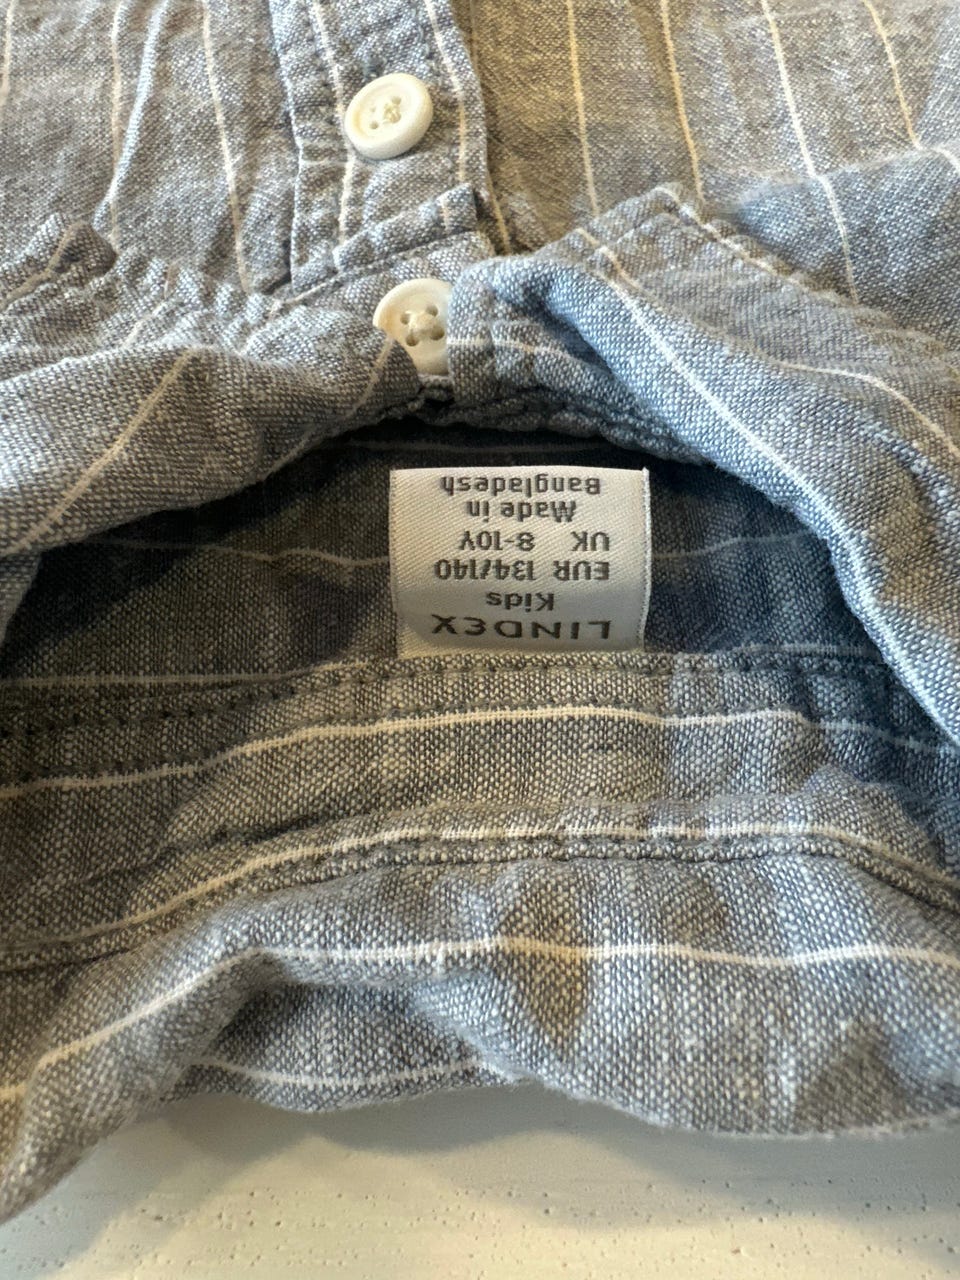 LINDEX
Kids
EUR 134/140
UK 8-10Y
Made in
Bangladesh